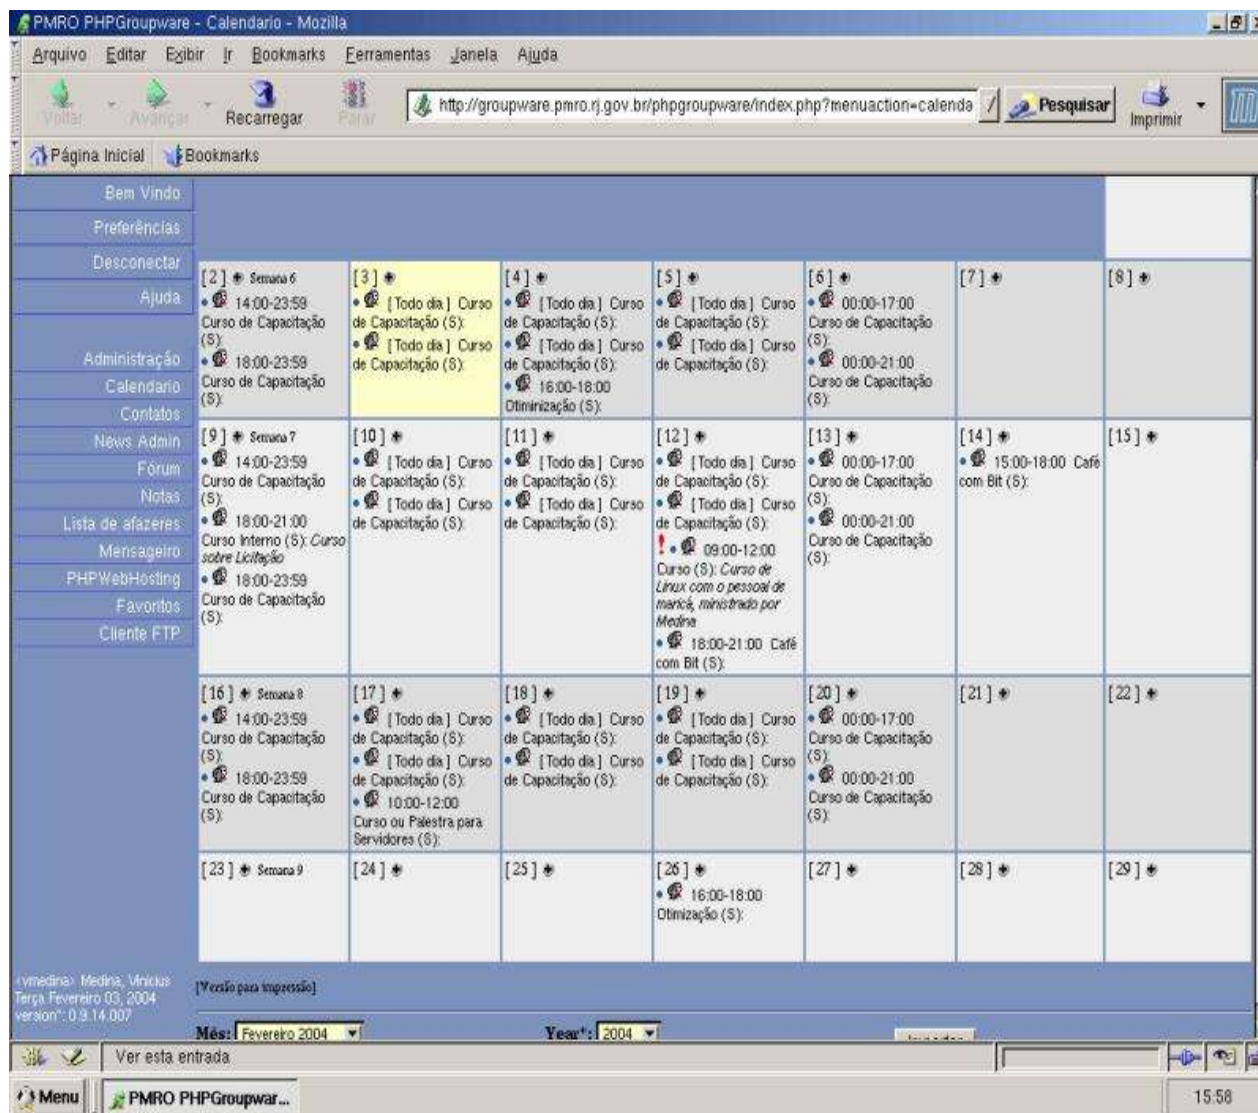 PMRO PHPGroupware - Calendario - Mozilla
Arquivo Editar Exibir Ir Bookmarks Ferramentas Janela Ajuda
Voltar Avançar Recarregar Parar http://groupware.pmro.rj.gov.br/phpgroupware/index.php?menuaction=calenda Pesquisar Imprimir
Página Inicial Bookmarks
Bem Vindo
Preferências
Desconectar
Ajuda
Administração
Calendario
Contatos
News Admin
Fórum
Notas
Lista de afazeres
Mensageiro
PHPWebHosting
Favoritos
Cliente FTP
<vmedina> Medina, Vinicius
Terça Fevereiro 03, 2004
version*: 0.9.14.007
[2] Semana 6
14:00-23:59
Curso de Capacitação
(S):
18:00-23:59
Curso de Capacitação
(S):
[3]
[Todo dia] Curso
de Capacitação (S):
[Todo dia] Curso
de Capacitação (S):
[4]
[Todo dia] Curso
de Capacitação (S):
[Todo dia] Curso
de Capacitação (S):
16:00-18:00
Otiminização (S):
[5]
[Todo dia] Curso
de Capacitação (S):
[Todo dia] Curso
de Capacitação (S):
[6]
00:00-17:00
Curso de Capacitação
(S):
00:00-21:00
Curso de Capacitação
(S):
[7]
[8]
[9] Semana 7
14:00-23:59
Curso de Capacitação
(S):
18:00-21:00
Curso Interno (S): Curso
sobre Licitação
18:00-23:59
Curso de Capacitação
(S):
[10]
[Todo dia] Curso
de Capacitação (S):
[Todo dia] Curso
de Capacitação (S):
[11]
[Todo dia] Curso
de Capacitação (S):
[Todo dia] Curso
de Capacitação (S):
[12]
[Todo dia] Curso
de Capacitação (S):
[Todo dia] Curso
de Capacitação (S):
! 09:00-12:00
Curso (S): Curso de
Linux com o pessoal de
maricá, ministrado por
Medina
18:00-21:00 Café
com Bit (S):
[13]
00:00-17:00
Curso de Capacitação
(S):
00:00-21:00
Curso de Capacitação
(S):
[14]
15:00-18:00 Café
com Bit (S):
[15]
[16] Semana 8
14:00-23:59
Curso de Capacitação
(S):
18:00-23:59
Curso de Capacitação
(S):
[17]
[Todo dia] Curso
de Capacitação (S):
[Todo dia] Curso
de Capacitação (S):
10:00-12:00
Curso ou Palestra para
Servidores (S):
[18]
[Todo dia] Curso
de Capacitação (S):
[Todo dia] Curso
de Capacitação (S):
[19]
[Todo dia] Curso
de Capacitação (S):
[Todo dia] Curso
de Capacitação (S):
[20]
00:00-17:00
Curso de Capacitação
(S):
00:00-21:00
Curso de Capacitação
(S):
[21]
[22]
[23] Semana 9
[24]
[25]
[26]
16:00-18:00
Otimização (S):
[27]
[28]
[29]
[Versão para impressão]
Mês: Fevereiro 2004 Year*: 2004
Ver esta entrada
Menu PMRO PHPGroupwar... 15:58